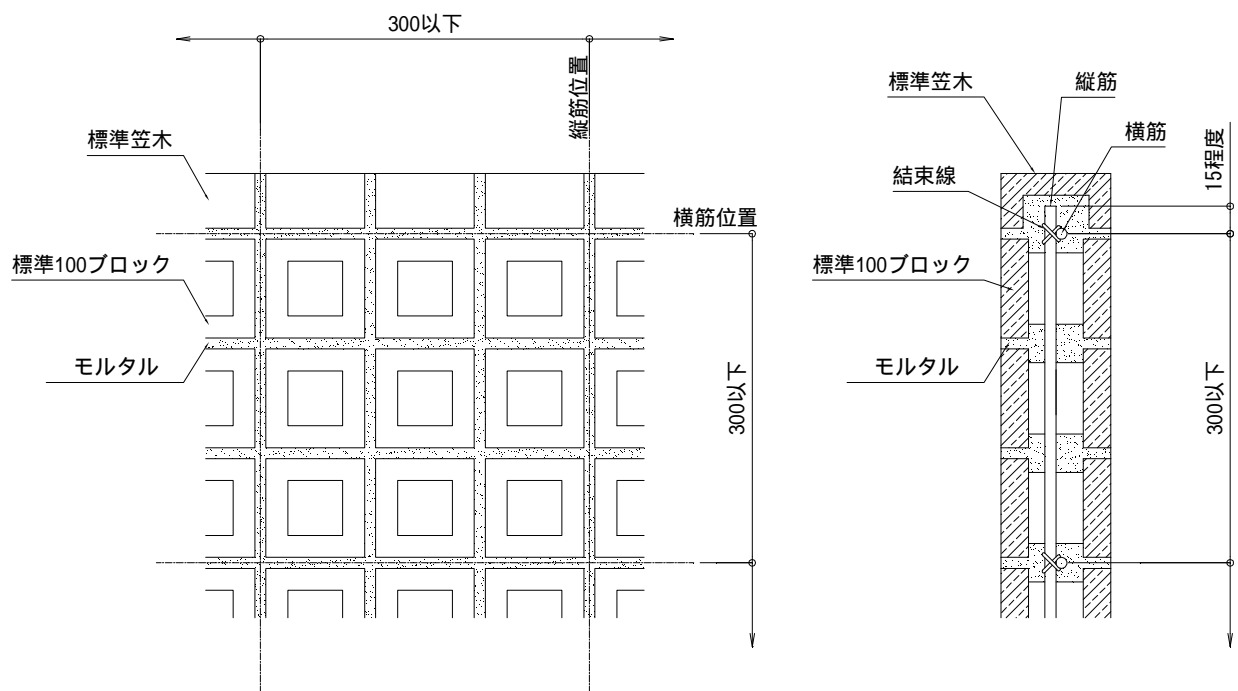 300以下
縦筋位置
標準笠木
横筋位置
標準100ブロック
モルタル
300以下
標準笠木
縦筋
横筋
結束線
15程度
標準100ブロック
モルタル
300以下